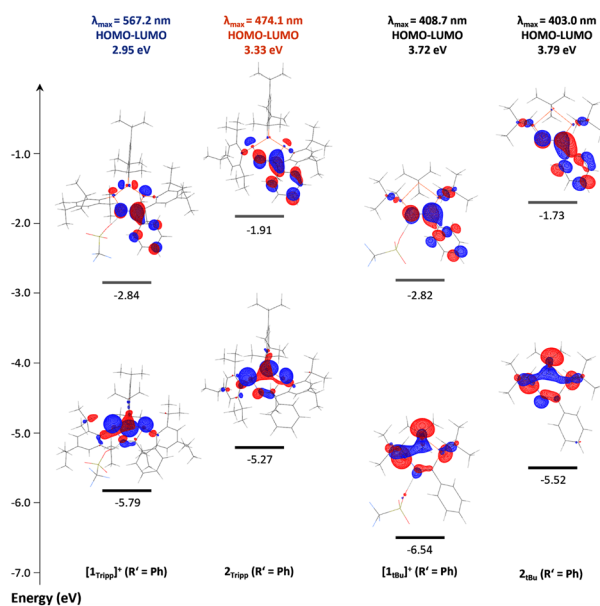 λmax = 567.2 nm
HOMO-LUMO
2.95 eV
λmax = 474.1 nm
HOMO-LUMO
3.33 eV
λmax = 408.7 nm
HOMO-LUMO
3.72 eV
λmax = 403.0 nm
HOMO-LUMO
3.79 eV
-1.0
-2.0
-3.0
-4.0
-5.0
-6.0
-7.0
-2.84
-1.91
-2.82
-1.73
-5.79
-5.27
-6.54
-5.52
[1Tripp]+ (R' = Ph)
2Tripp (R' = Ph)
[1tBu]+ (R' = Ph)
2tBu (R' = Ph)
Energy (eV)